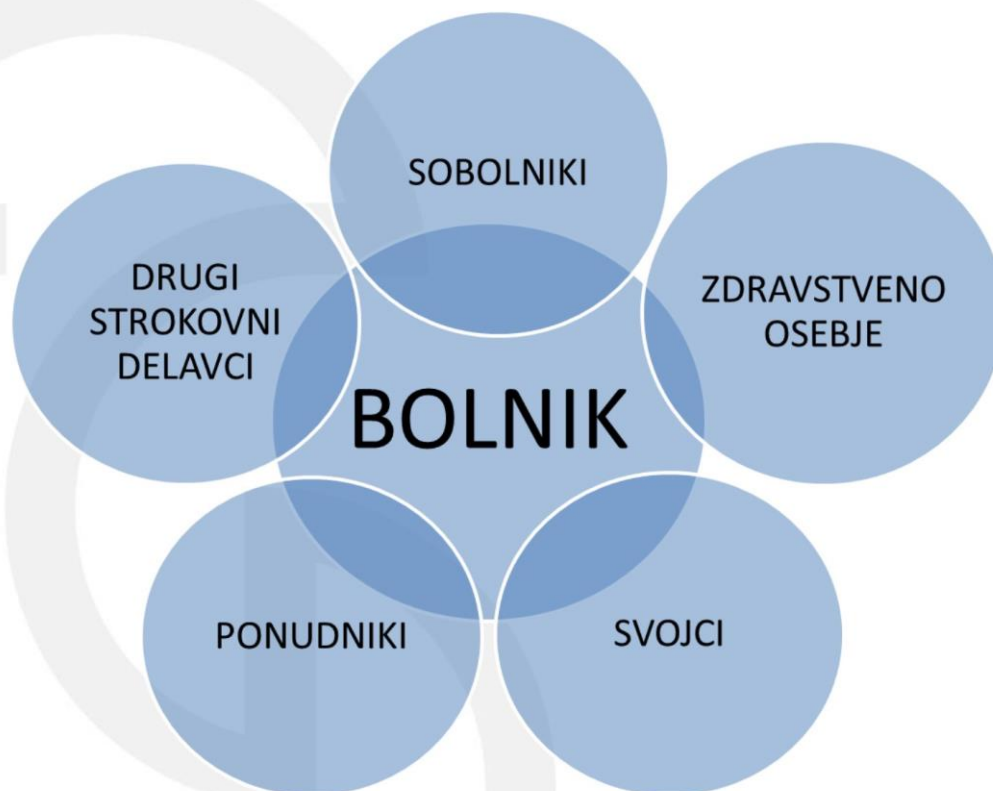 SOBOLNIKI
ZDRAVSTVENO
OSEBJE
DRUGI
STROKOVNI
DELAVCI
BOLNIK
PONUDNIKI
SVOJCI